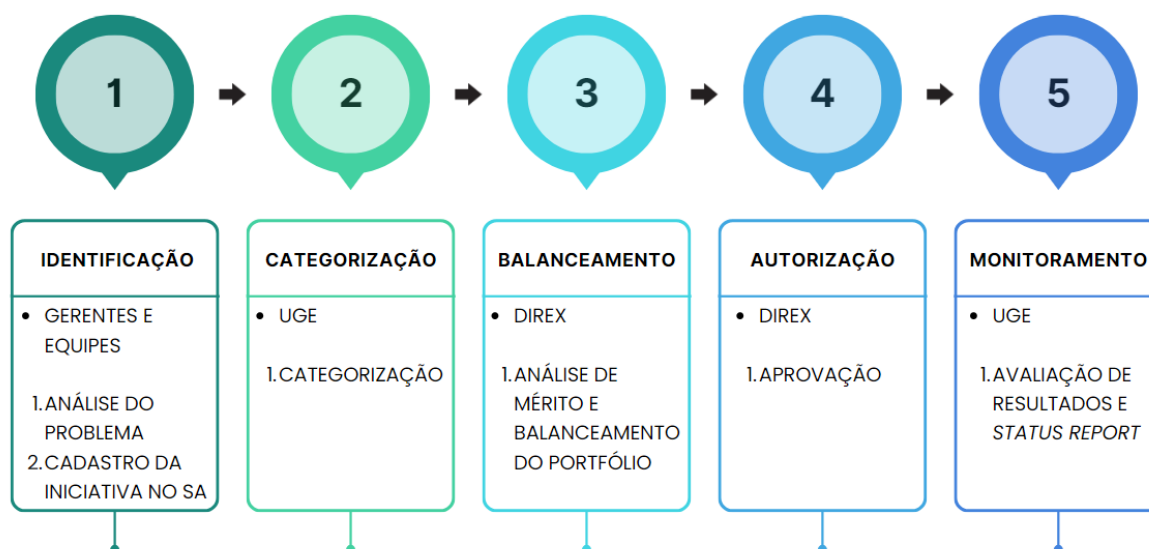 1
2
3
4
5
IDENTIFICAÇÃO
• GERENTES E
EQUIPES
1. ANÁLISE DO
PROBLEMA
2. CADASTRO DA
INICIATIVA NO SA
CATEGORIZAÇÃO
• UGE
1. CATEGORIZAÇÃO
BALANCEAMENTO
• DIREX
1. ANÁLISE DE
MÉRITO E
BALANCEAMENTO
DO PORTFÓLIO
AUTORIZAÇÃO
• DIREX
1. APROVAÇÃO
MONITORAMENTO
• UGE
1. AVALIAÇÃO DE
RESULTADOS E
STATUS REPORT